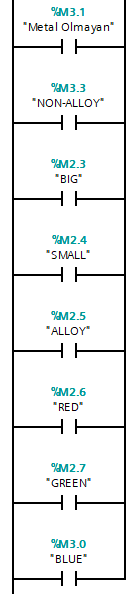 %M3.1
"Metal Olmayan"
%M3.3
"NON-ALLOY"
%M2.3
"BIG"
%M2.4
"SMALL"
%M2.5
"ALLOY"
%M2.6
"RED"
%M2.7
"GREEN"
%M3.0
"BLUE"